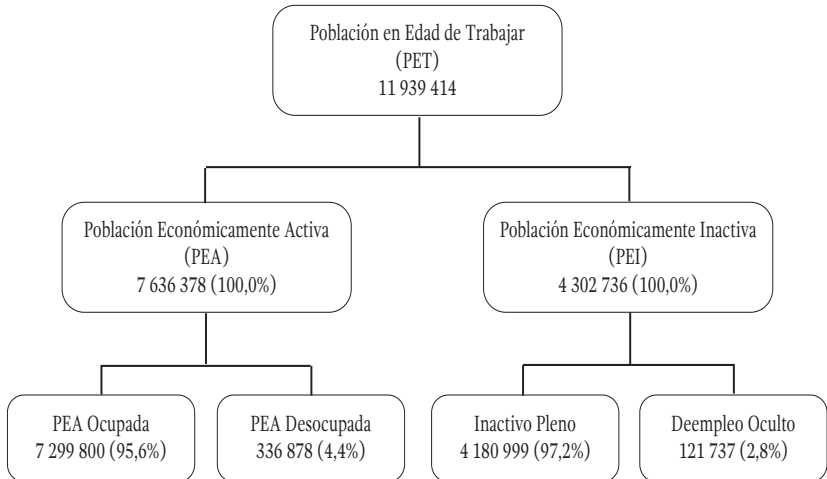 Población en Edad de Trabajar
(PET)
11 939 414
Población Económicamente Activa
(PEA)
7 636 378 (100,0%)
Población Económicamente Inactiva
(PEI)
4 302 736 (100,0%)
PEA Ocupada
7 299 800 (95,6%)
PEA Desocupada
336 878 (4,4%)
Inactivo Pleno
4 180 999 (97,2%)
Deempleo Oculto
121 737 (2,8%)